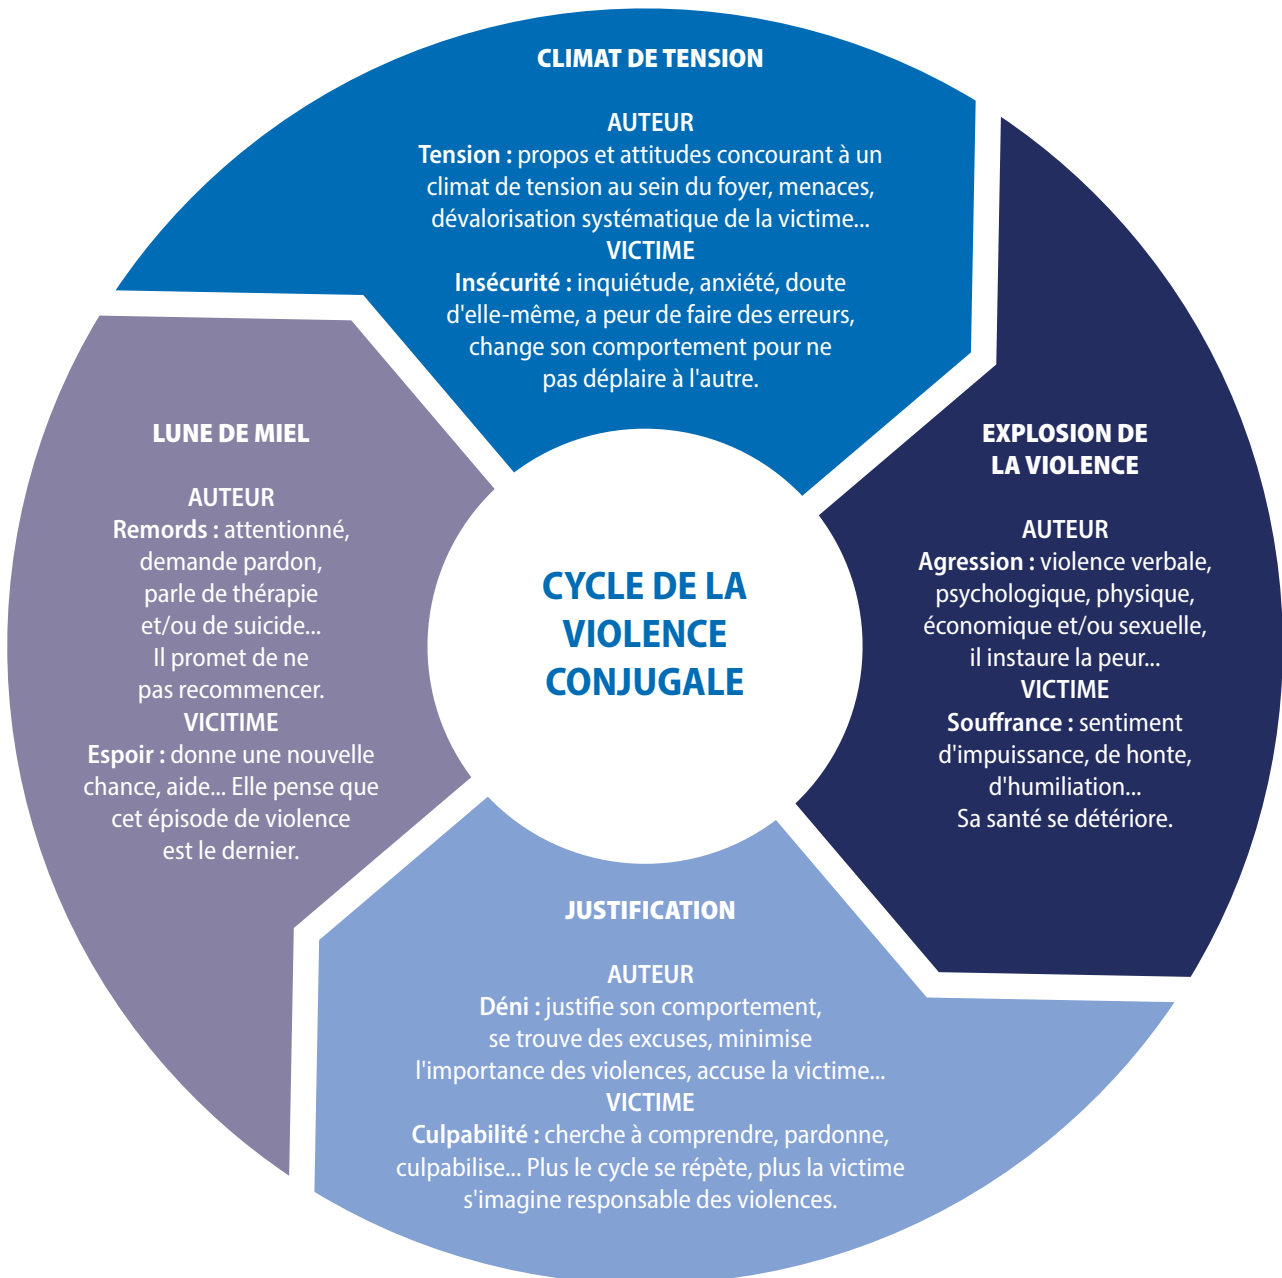 CLIMAT DE TENSION
AUTEUR
Tension : propos et attitudes concourant à un
climat de tension au sein du foyer, menaces,
dévalorisation systématique de la victime...
VICTIME
Insécurité : inquiétude, anxiété, doute
d'elle-même, a peur de faire des erreurs,
change son comportement pour ne
pas déplaire à l'autre.
EXPLOSION DE
LA VIOLENCE
AUTEUR
Agression : violence verbale,
psychologique, physique,
économique et/ou sexuelle,
il instaure la peur...
VICTIME
Souffrance : sentiment
d'impuissance, de honte,
d'humiliation...
Sa santé se détériore.
JUSTIFICATION
AUTEUR
Déni : justifie son comportement,
se trouve des excuses, minimise
l'importance des violences, accuse la victime...
VICTIME
Culpabilité : cherche à comprendre, pardonne,
culpabilise... Plus le cycle se répète, plus la victime
s'imagine responsable des violences.
LUNE DE MIEL
AUTEUR
Remords : attentionné,
demande pardon,
parle de thérapie
et/ou de suicide...
Il promet de ne
pas recommencer.
VICITIME
Espoir : donne une nouvelle
chance, aide... Elle pense que
cet épisode de violence
est le dernier.
CYCLE DE LA
VIOLENCE
CONJUGALE